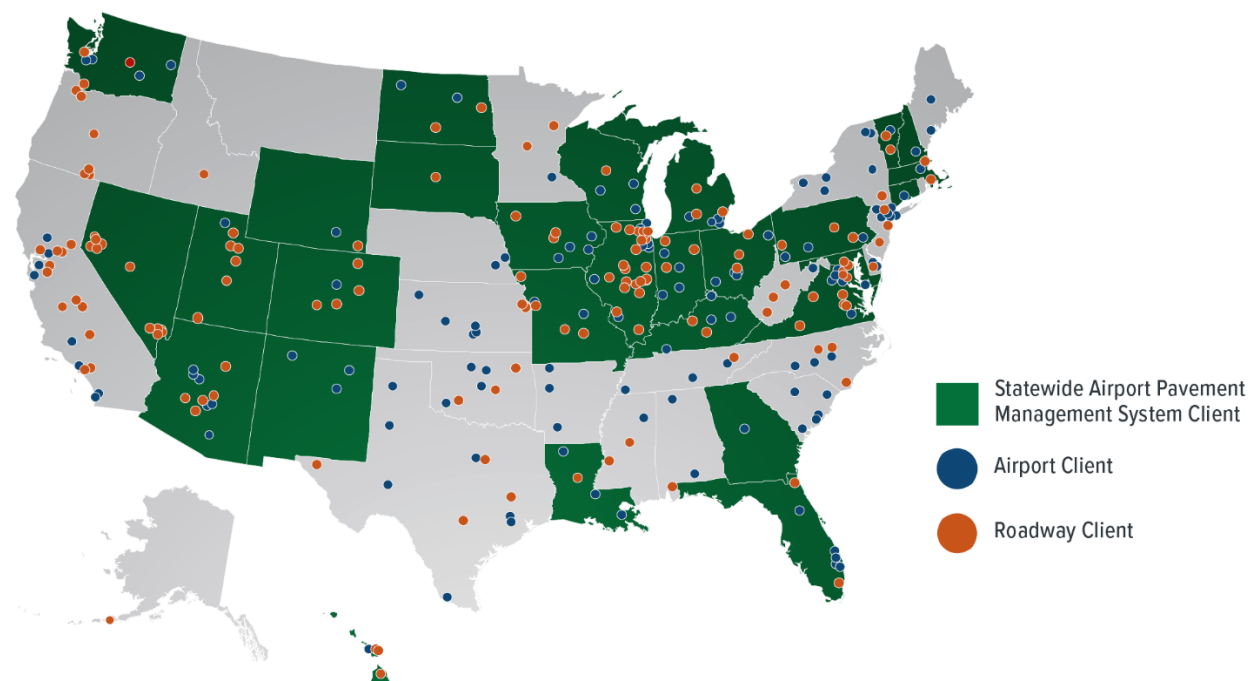 Statewide Airport Pavement
Management System Client
Airport Client
Roadway Client